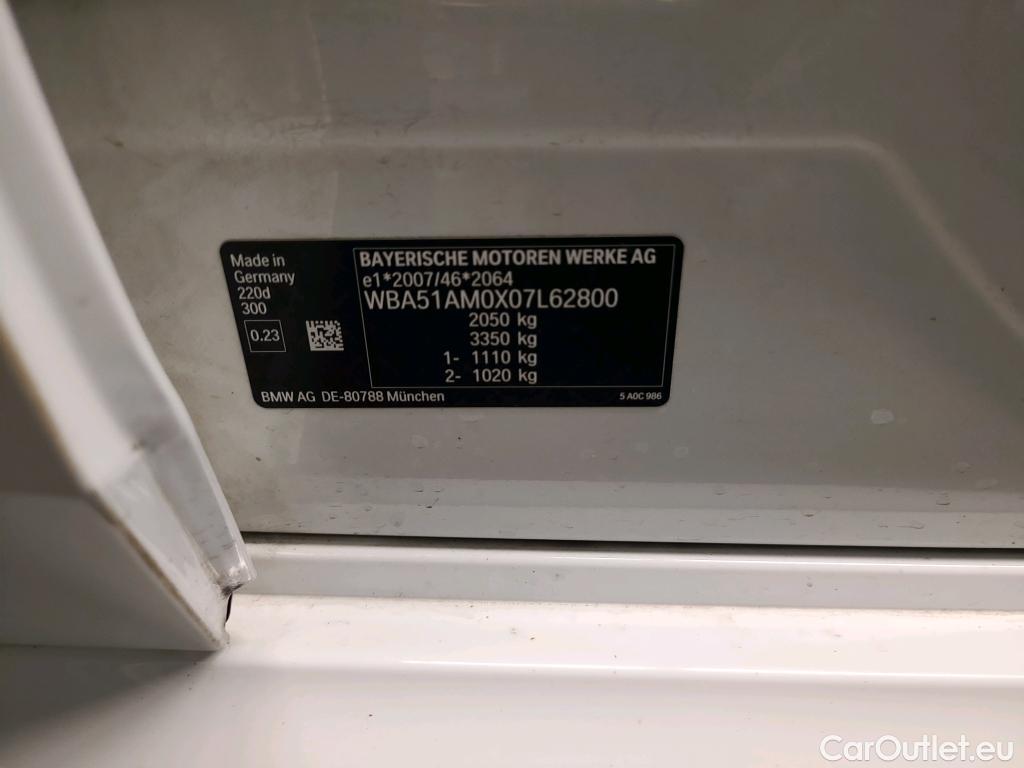 Made in
Germany
220d
300
0.23
BAYERISCHE MOTOREN WERKE AG
e1*2007/46*2064
WBA51AM0X07L62800
2050 kg
3350 kg
1- 1110 kg
2- 1020 kg
BMW AG DE-80788 München
5 A0C 986
CarOutlet.eu